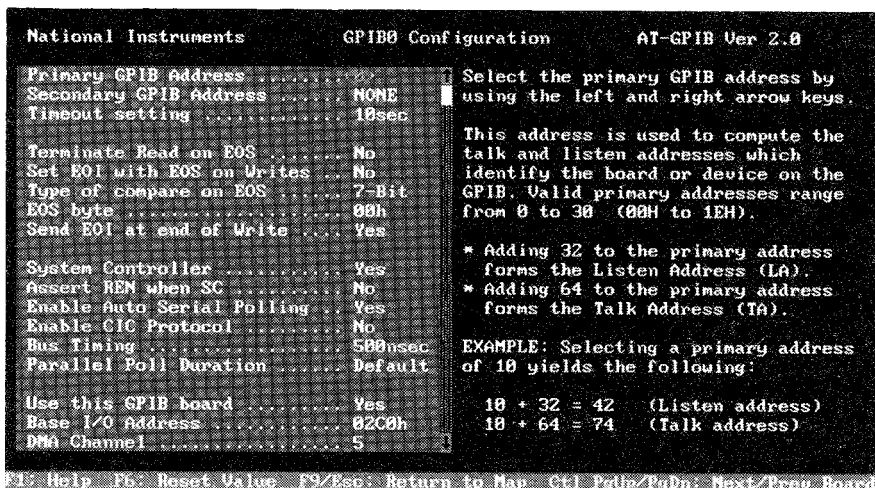 National Instruments GPIB0 Configuration AT-GPIB Ver 2.0
Primary GPIB Address ........
Secondary GPIB Address ...... NONE
Timeout setting ............. 10sec
Terminate Read on EOS ....... No
Set EOI with EOS on Writes .. No
Type of compare on EOS ...... 7-Bit
EOS byte .................... 00h
Send EOI at end of Write .... Yes
System Controller ........... Yes
Assert REN when SC .......... No
Enable Auto Serial Polling .. Yes
Enable CIC Protocol ......... No
Bus Timing .................. 500nsec
Parallel Poll Duration ...... Default
Use this GPIB board ......... Yes
Base I/O Address ............ 02C0h
DMA Channel ................. 5
Select the primary GPIB address by
using the left and right arrow keys.
This address is used to compute the
talk and listen addresses which
identify the board or device on the
GPIB. Valid primary addresses range
from 0 to 30 (00H to 1EH).
* Adding 32 to the primary address
forms the Listen Address (LA).
* Adding 64 to the primary address
forms the Talk Address (TA).
EXAMPLE: Selecting a primary address
of 10 yields the following:
10 + 32 = 42 (Listen address)
10 + 64 = 74 (Talk address)
F1: Help F6: Reset Value F9/Esc: Return to Map Ctl PgUp/PgDn: Next/Prev Board